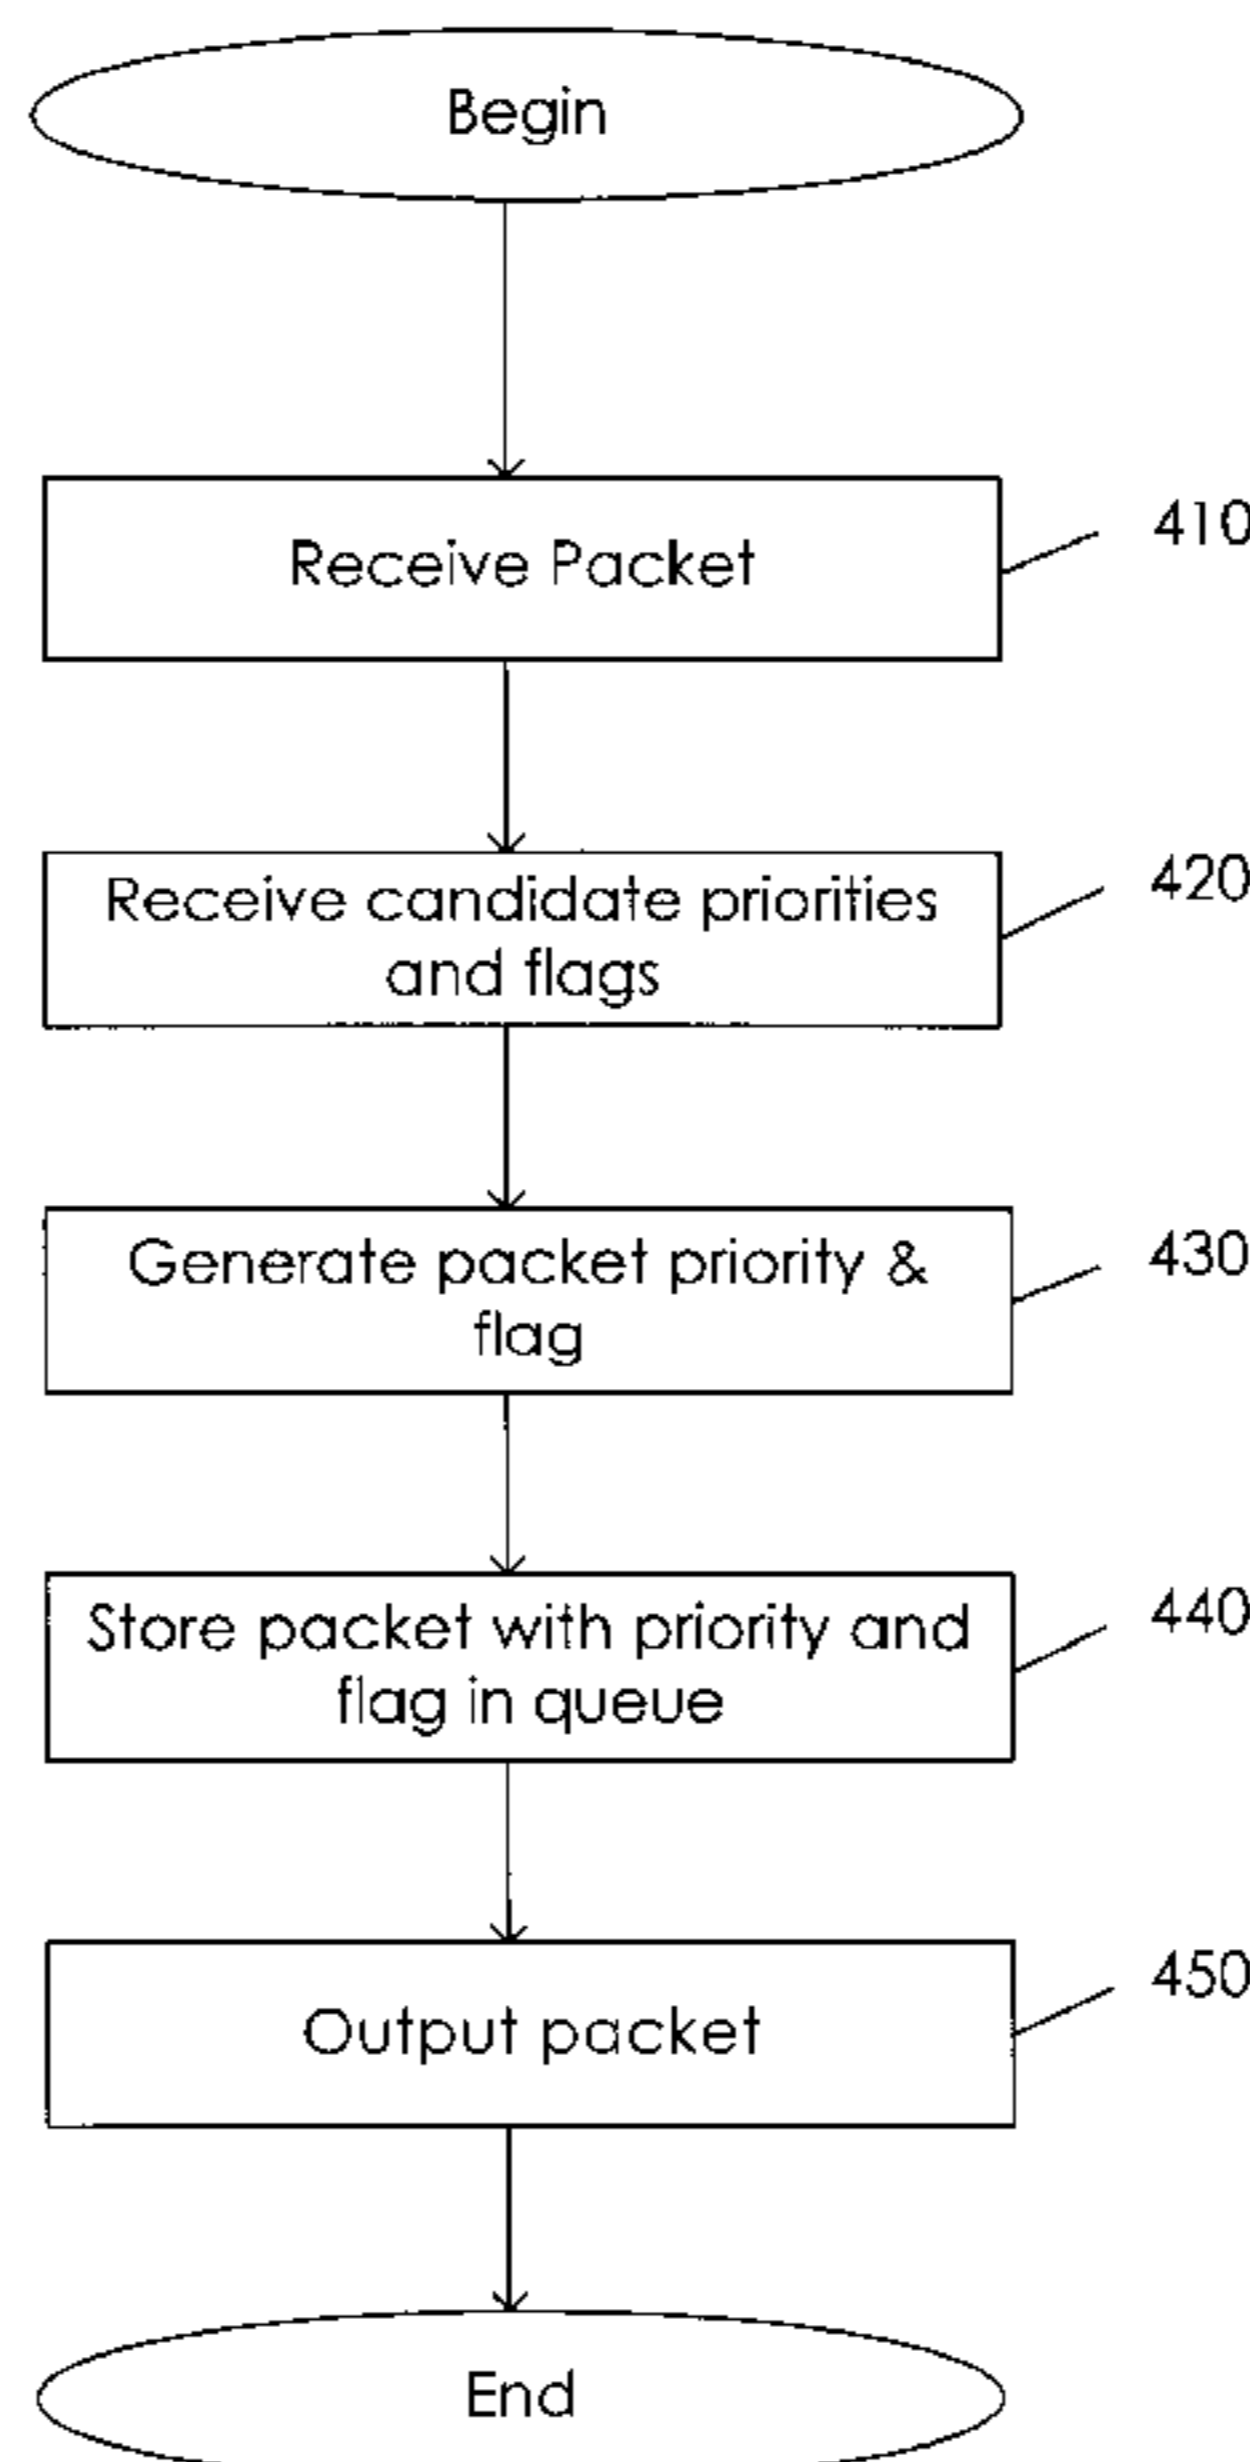 Begin
Receive Packet
410
Receive candidate priorities
and flags
420
Generate packet priority &
flag
430
Store packet with priority and
flag in queue
440
Output packet
450
End